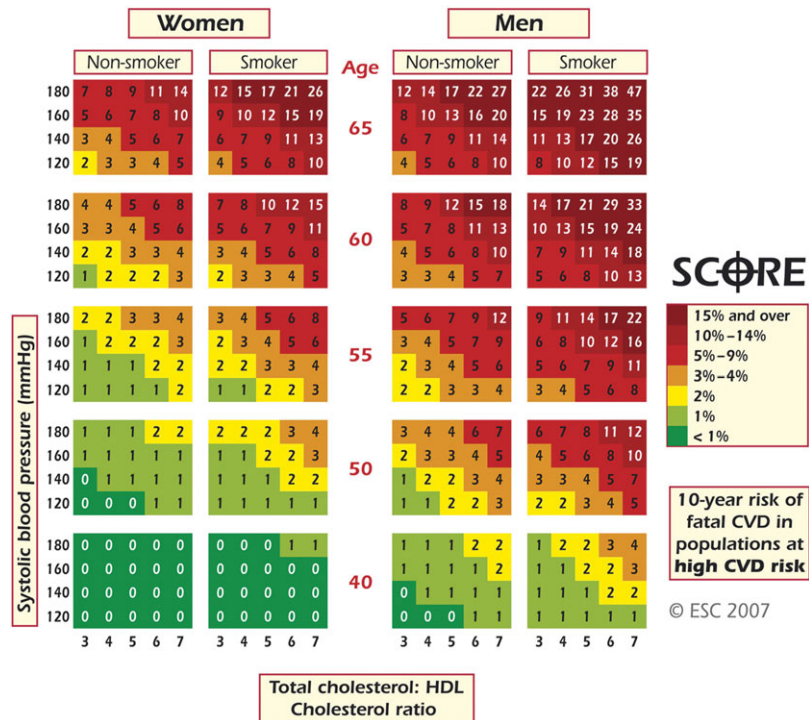 Women Men
Non-smoker Smoker Age Non-smoker Smoker
180 7 8 9 11 14 12 15 17 21 26 12 14 17 22 27 22 26 31 38 47
160 5 6 7 8 10 9 10 12 15 19 8 10 13 16 20 15 19 23 28 35
65
140 3 4 5 6 7 6 7 9 11 13 6 7 9 11 14 11 13 17 20 26
120 2 3 3 4 5 4 5 6 8 10 4 5 6 8 10 8 10 12 15 19
180 4 4 5 6 8 7 8 10 12 15 8 9 12 15 18 14 17 21 29 33
160 3 3 4 5 6 5 6 7 9 11 5 7 8 11 13 10 13 15 19 24
60
140 2 2 3 3 4 3 4 5 6 8 4 5 6 8 10 7 9 11 14 18
120 1 2 2 2 3 2 3 3 4 5 3 3 4 5 7 5 6 8 10 13
180 2 2 3 3 4 3 4 5 6 8 5 6 7 9 12 9 11 14 17 22
160 1 2 2 2 3 2 3 4 5 6 3 4 5 7 9 6 8 10 12 16
55
140 1 1 1 2 2 2 2 3 3 4 2 3 4 5 6 5 6 7 9 11
120 1 1 1 1 2 1 1 2 2 3 2 2 3 3 4 3 4 5 6 8
180 1 1 1 2 2 2 2 2 3 4 3 4 4 6 7 6 7 8 11 12
160 1 1 1 1 1 1 1 2 2 3 2 3 3 4 5 4 5 6 8 10
50
140 0 1 1 1 1 1 1 1 2 2 1 2 2 3 4 3 3 4 5 7
120 0 0 0 1 1 1 1 1 1 1 1 1 2 2 3 2 2 3 4 5
180 0 0 0 0 0 0 0 0 1 1 1 1 1 2 2 1 2 2 3 4
160 0 0 0 0 0 0 0 0 0 0 1 1 1 1 2 1 1 2 2 3
40
140 0 0 0 0 0 0 0 0 0 0 0 1 1 1 1 1 1 1 2 2
120 0 0 0 0 0 0 0 0 0 0 0 0 0 1 1 1 1 1 1 1
3 4 5 6 7 3 4 5 6 7 3 4 5 6 7 3 4 5 6 7
Systolic blood pressure (mmHg)
Total cholesterol: HDL
Cholesterol ratio
SCORE
15% and over
10%–14%
5%–9%
3%–4%
2%
1%
< 1%
10-year risk of
fatal CVD in
populations at
high CVD risk
© ESC 2007